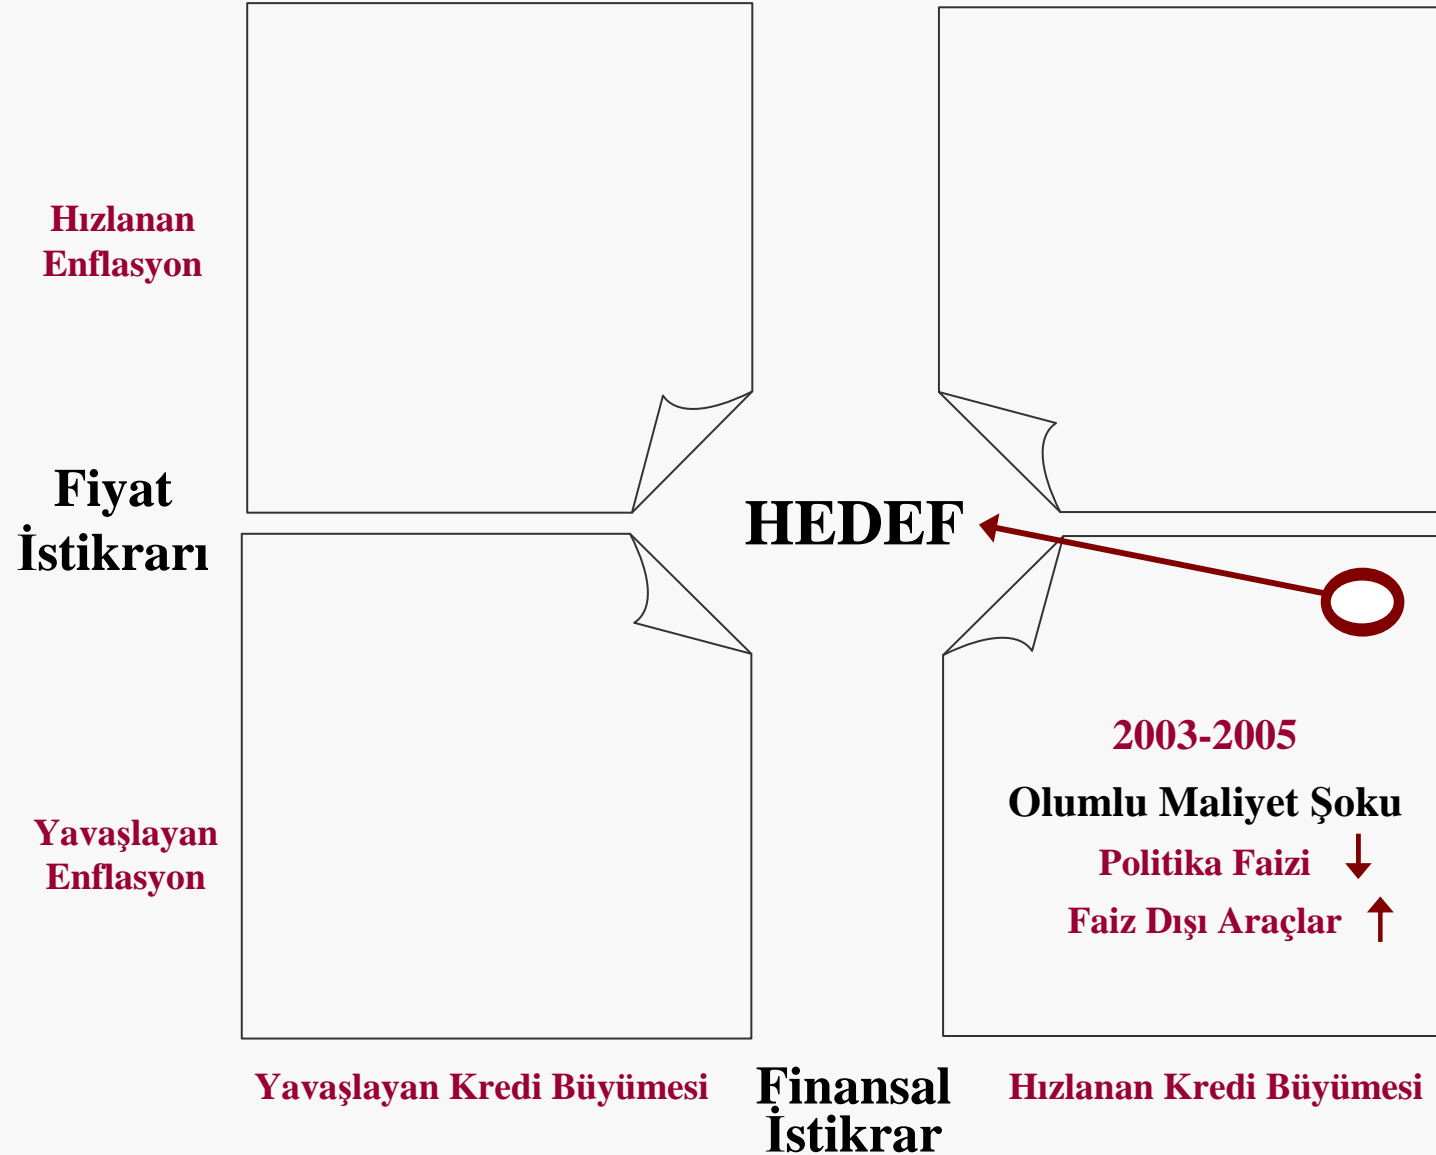 Hızlanan
Enflasyon
Fiyat
İstikrarı
HEDEF
2003-2005
Olumlu Maliyet Şoku
Politika Faizi
Faiz Dışı Araçlar
Yavaşlayan
Enflasyon
Yavaşlayan Kredi Büyümesi
Finansal
İstikrar
Hızlanan Kredi Büyümesi